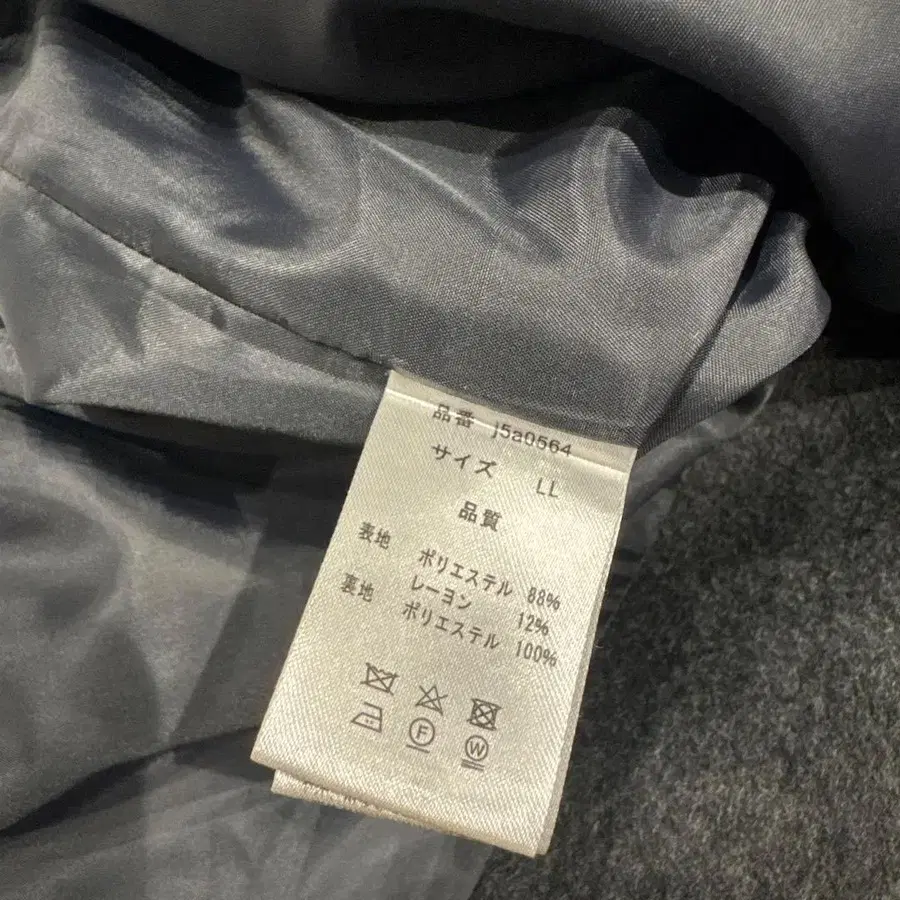 品番 j5a0564
サイズ LL
品質
表地 ポリエステル 88%
レーヨン 12%
裏地 ポリエステル 100%
F W